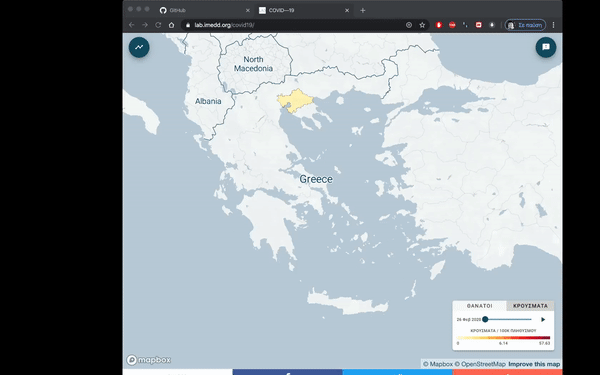 GitHub
COVID-19
lab.imedd.org/covid19/
Σε παύση
North
Macedonia
Albania
Greece
ΘΑΝΑΤΟΙ
ΚΡΟΥΣΜΑΤΑ
26 Φεβ 2020
ΚΡΟΥΣΜΑΤΑ / 100Κ ΠΛΗΘΥΣΜΟΥ
0
6.14
57.63
mapbox
© Mapbox © OpenStreetMap Improve this map